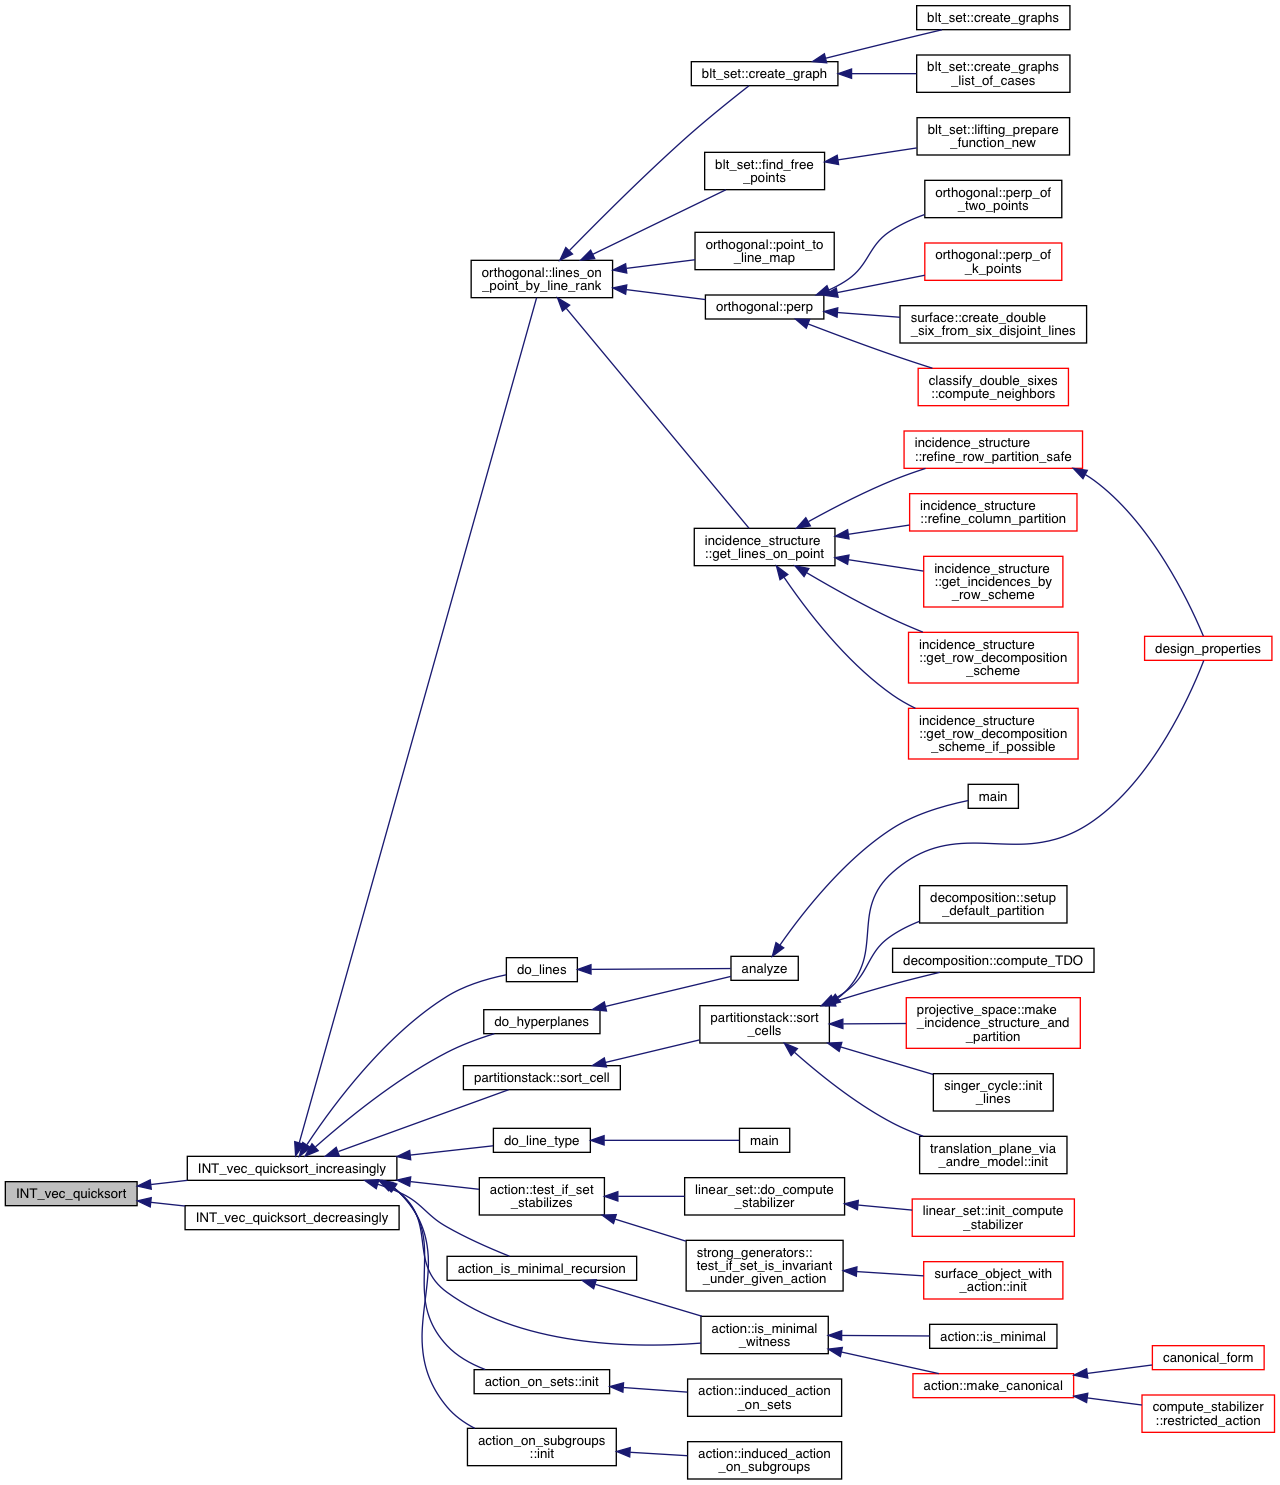 blt_set::create_graphs
blt_set::create_graph
blt_set::create_graphs
_list_of_cases
blt_set::lifting_prepare
_function_new
blt_set::find_free
_points
orthogonal::perp_of
_two_points
orthogonal::point_to
_line_map
orthogonal::perp_of
_k_points
orthogonal::lines_on
_point_by_line_rank
orthogonal::perp
surface::create_double
_six_from_six_disjoint_lines
classify_double_sixes
::compute_neighbors
incidence_structure
::refine_row_partition_safe
incidence_structure
::refine_column_partition
incidence_structure
::get_lines_on_point
incidence_structure
::get_incidences_by
_row_scheme
incidence_structure
::get_row_decomposition
_scheme
design_properties
incidence_structure
::get_row_decomposition
_scheme_if_possible
main
decomposition::setup
_default_partition
decomposition::compute_TDO
do_lines
analyze
do_hyperplanes
partitionstack::sort
_cells
projective_space::make
_incidence_structure_and
_partition
partitionstack::sort_cell
singer_cycle::init
_lines
do_line_type
main
translation_plane_via
_andre_model::init
INT_vec_quicksort_increasingly
INT_vec_quicksort
INT_vec_quicksort_decreasingly
action::test_if_set
_stabilizes
linear_set::do_compute
_stabilizer
linear_set::init_compute
_stabilizer
action_is_minimal_recursion
strong_generators::
test_if_set_is_invariant
_under_given_action
surface_object_with
_action::init
action::is_minimal
_witness
action::is_minimal
canonical_form
action_on_sets::init
action::induced_action
_on_sets
action::make_canonical
compute_stabilizer
::restricted_action
action_on_subgroups
::init
action::induced_action
_on_subgroups